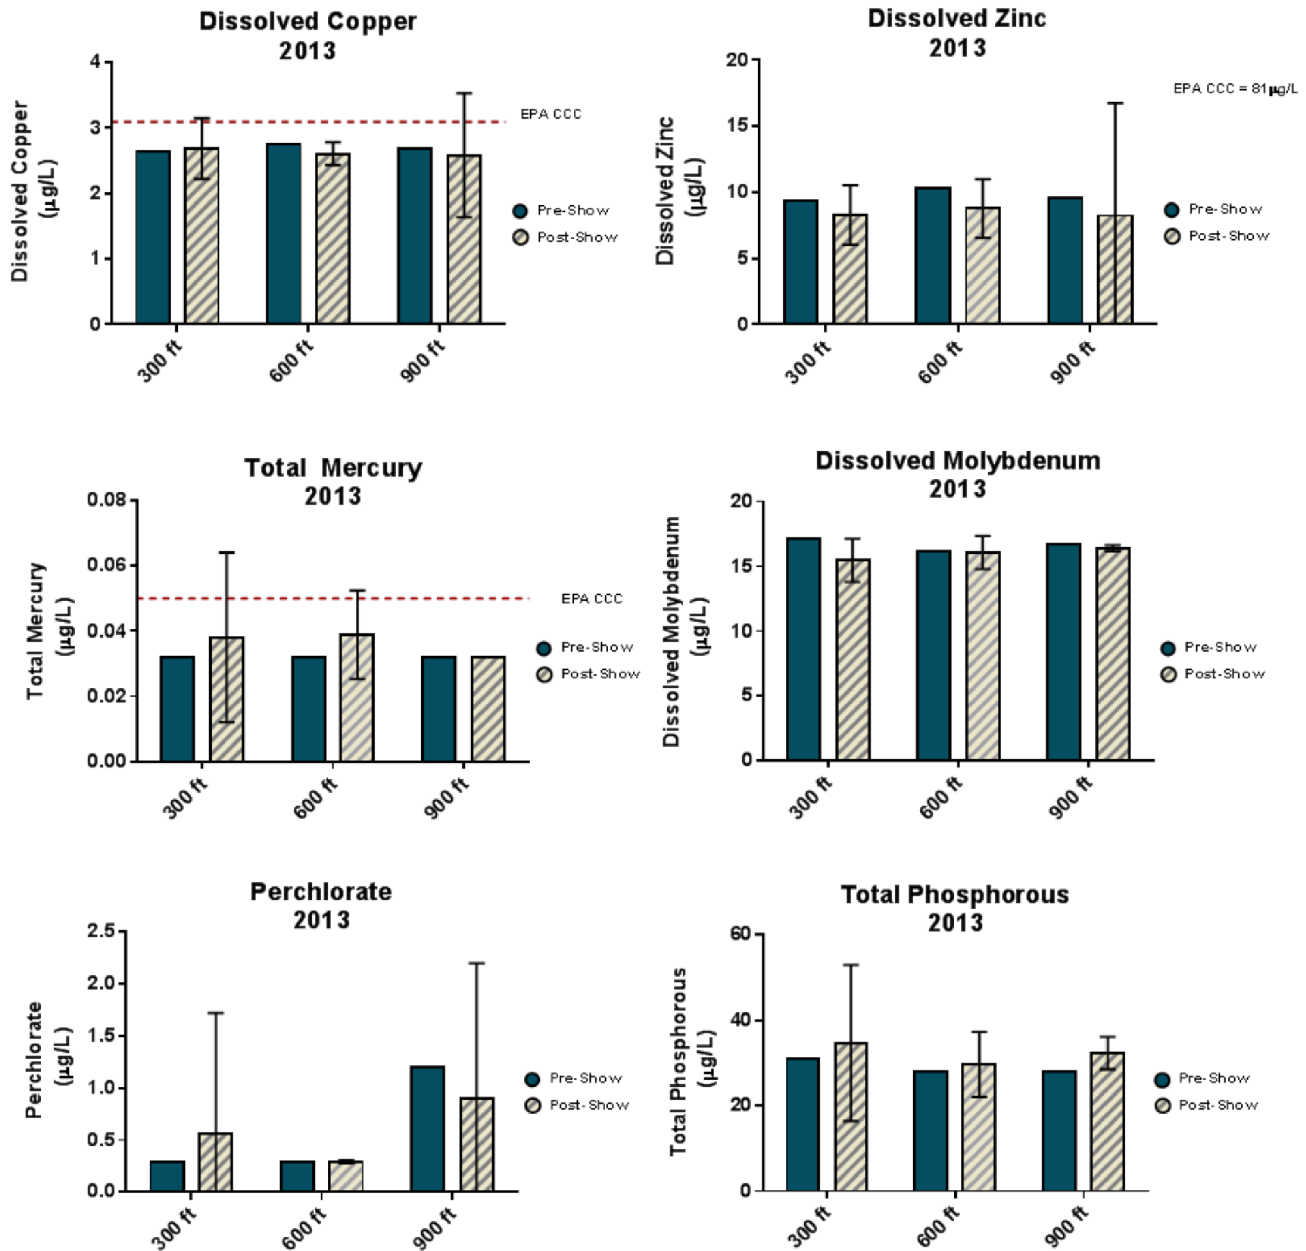 Dissolved Copper
2013
Dissolved Copper
(µg/L)
4
3
2
1
0
EPA CCC
Pre-Show
Post-Show
300 ft
600 ft
900 ft
Dissolved Zinc
2013
Dissolved Zinc
(µg/L)
20
15
10
5
0
EPA CCC = 81µg/L
Pre-Show
Post-Show
300 ft
600 ft
900 ft
Total Mercury
2013
Total Mercury
(µg/L)
0.08
0.06
0.04
0.02
0.00
EPA CCC
Pre-Show
Post-Show
300 ft
600 ft
900 ft
Dissolved Molybdenum
2013
Dissolved Molybdenum
(µg/L)
20
15
10
5
0
Pre-Show
Post-Show
300 ft
600 ft
900 ft
Perchlorate
2013
Perchlorate
(µg/L)
2.5
2.0
1.5
1.0
0.5
0.0
Pre-Show
Post-Show
300 ft
600 ft
900 ft
Total Phosphorous
2013
Total Phosphorous
(µg/L)
60
40
20
0
Pre-Show
Post-Show
300 ft
600 ft
900 ft